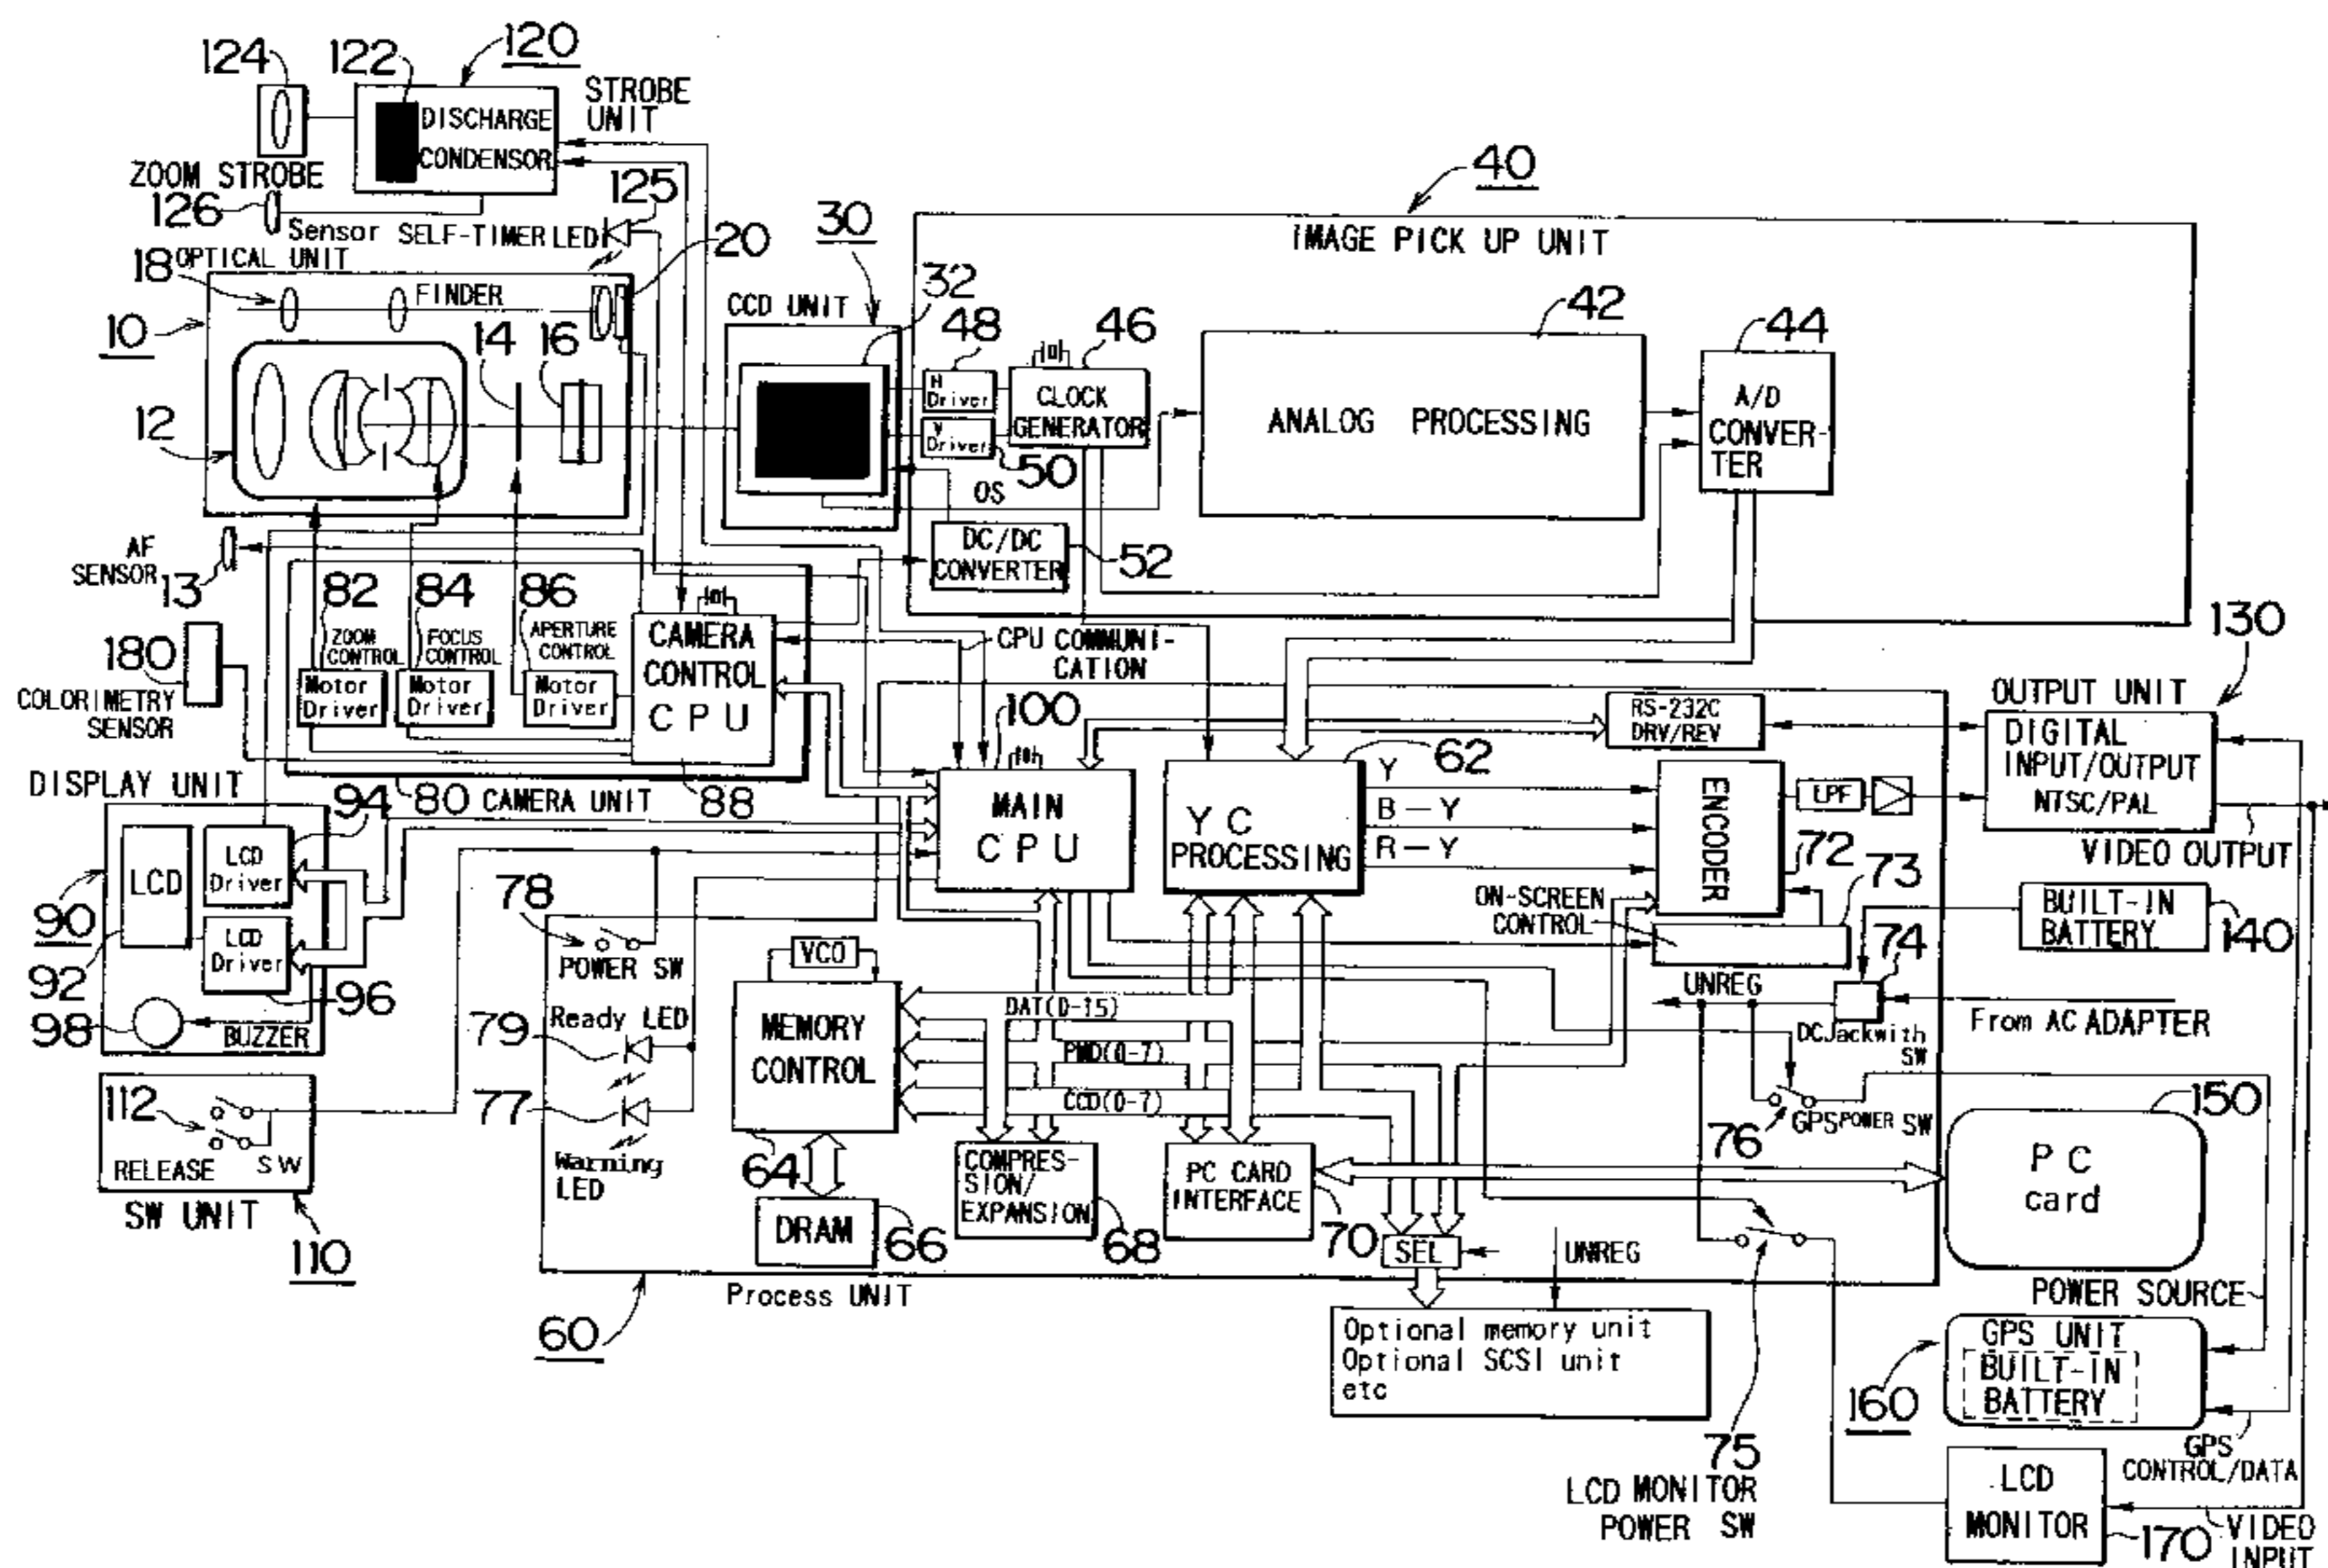 124
122
120
STROBE
UNIT
DISCHARGE
CONDENSOR
ZOOM STROBE
126
Sensor
SELF-TIMER LED
125
18
OPTICAL UNIT
FINDER
20
10
14
16
12
30
CCD UNIT
32
40
IMAGE PICK UP UNIT
48
46
H
Driver
V
Driver
CLOCK
GENERATOR
50
OS
42
ANALOG PROCESSING
44
A/D
CONVER-
TER
DC/DC
CONVERTER
52
AF
SENSOR
13
82
84
86
ZOOM
CONTROL
FOCUS
CONTROL
APERTURE
CONTROL
Motor
Driver
Motor
Driver
Motor
Driver
CAMERA
CONTROL
CPU
CPU COMMUNI-
CATION
180
COLORIMETRY
SENSOR
80 CAMERA UNIT
88
100
MAIN
CPU
62
YC
PROCESSING
Y
B-Y
R-Y
RS-232C
DRV/REV
ENCODER
LPF
72
73
ON-SCREEN
CONTROL
130
OUTPUT UNIT
DIGITAL
INPUT/OUTPUT
NTSC/PAL
VIDEO OUTPUT
BUILT-IN
BATTERY
140
74
UNREG
From AC ADAPTER
DC Jack with
SW
DISPLAY UNIT
94
LCD
LCD
Driver
LCD
Driver
90
92
96
98
BUZZER
78
POWER SW
Ready LED
79
77
Warning
LED
VCO
MEMORY
CONTROL
64
DRAM
66
DAT(0-15)
PMD(0-7)
CCD(0-7)
COMPRES-
SION/
EXPANSION
68
PC CARD
INTERFACE
70
SEL
UNREG
76
GPS POWER SW
150
PC
card
112
RELEASE SW
SW UNIT
110
Process UNIT
60
Optional memory unit
Optional SCSI unit
etc
75
LCD MONITOR
POWER SW
POWER SOURCE
GPS UNIT
BUILT-IN
BATTERY
160
GPS
CONTROL/DATA
LCD
MONITOR
170
VIDEO
INPUT